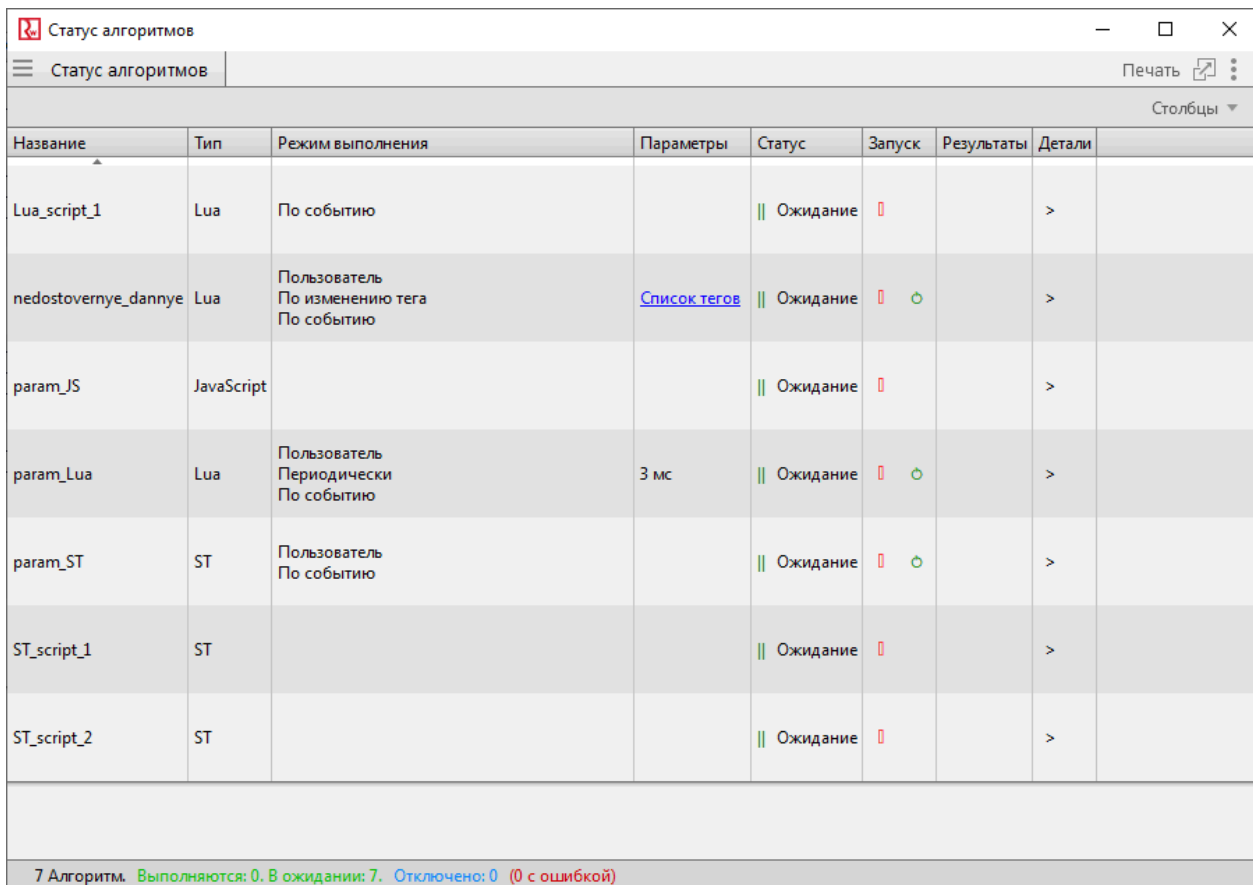 Статус алгоритмов
Статус алгоритмов
Печать
Столбцы
Название Тип Режим выполнения Параметры Статус Запуск Результаты Детали
Lua_script_1 Lua По событию || Ожидание >
nedostovernye_dannye Lua Пользователь
По изменению тега
По событию
Список тегов || Ожидание >
param_JS JavaScript || Ожидание >
param_Lua Lua Пользователь
Периодически
По событию
3 мс || Ожидание >
param_ST ST Пользователь
По событию
|| Ожидание >
ST_script_1 ST || Ожидание >
ST_script_2 ST || Ожидание >
7 Алгоритм. Выполняются: 0. В ожидании: 7. Отключено: 0 (0 с ошибкой)